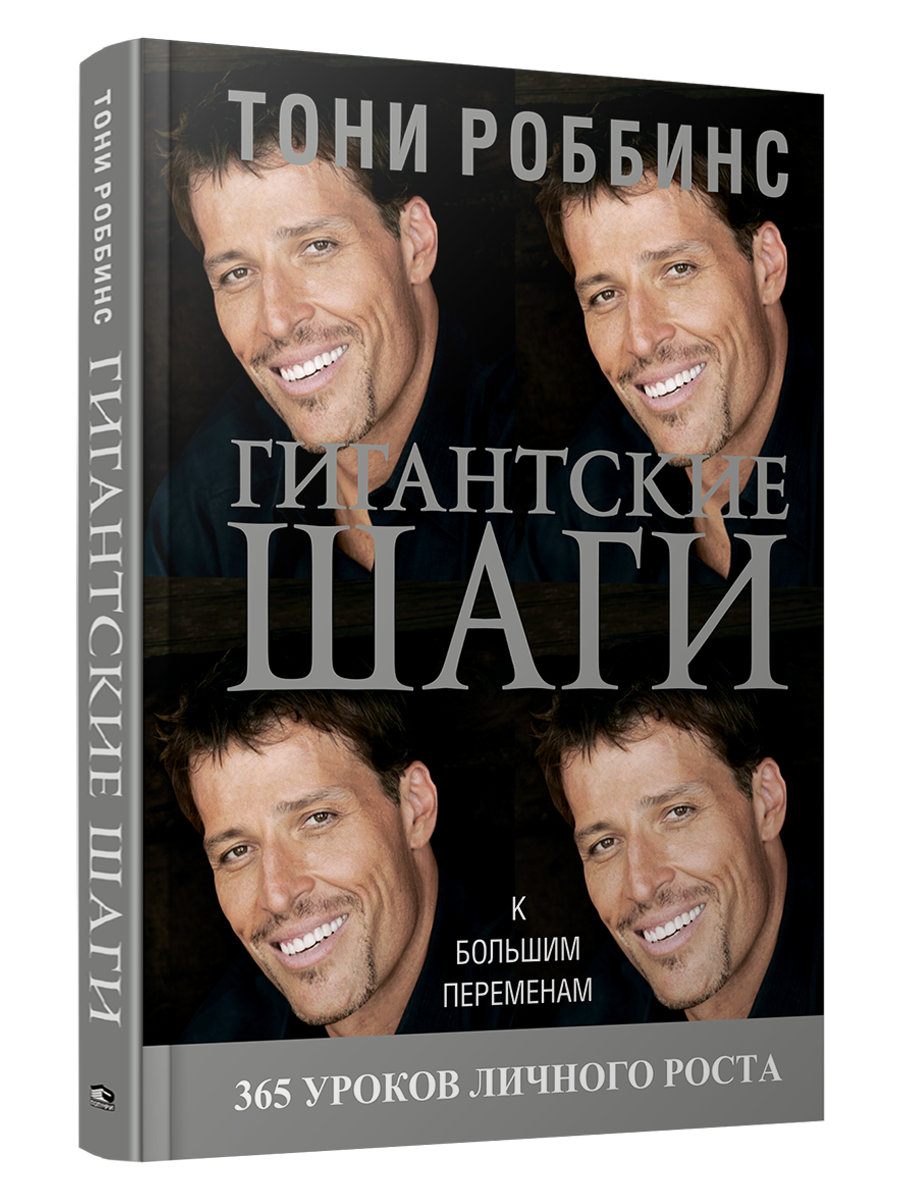 ТОНИ РОББИНС
ГИГАНТСКИЕ
ШАГИ
К
БОЛЬШИМ
ПЕРЕМЕНАМ
365 УРОКОВ ЛИЧНОГО РОСТА
ТОНИ РОББИНС ГИГАНТСКИЕ ШАГИ